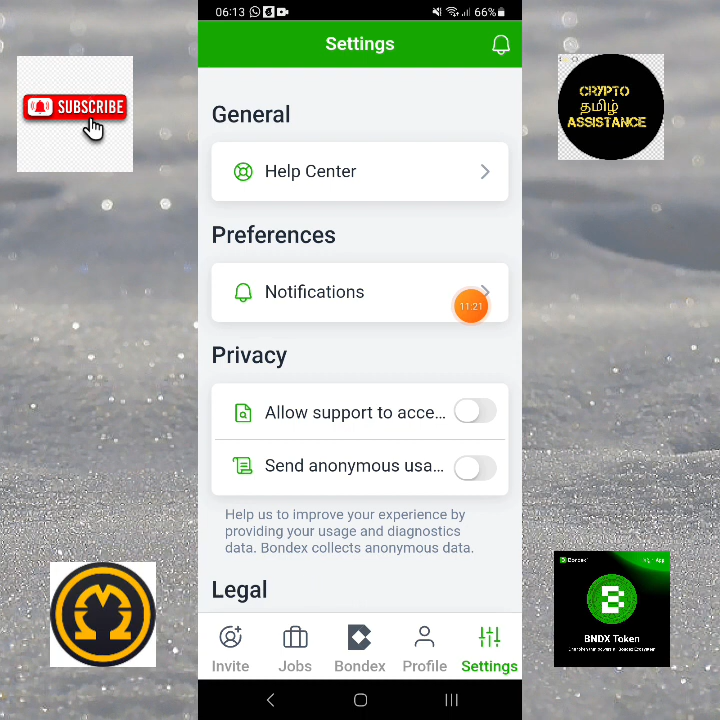 06:13
66%
Settings
General
Help Center
Preferences
Notifications
11:21
Privacy
Allow support to acce...
Send anonymous usa...
Help us to improve your experience by
providing your usage and diagnostics
data. Bondex collects anonymous data.
Legal
Invite
Jobs
Bondex
Profile
Settings
SUBSCRIBE
CRYPTO
தமிழ்
ASSISTANCE
Bondex
BNDX Token